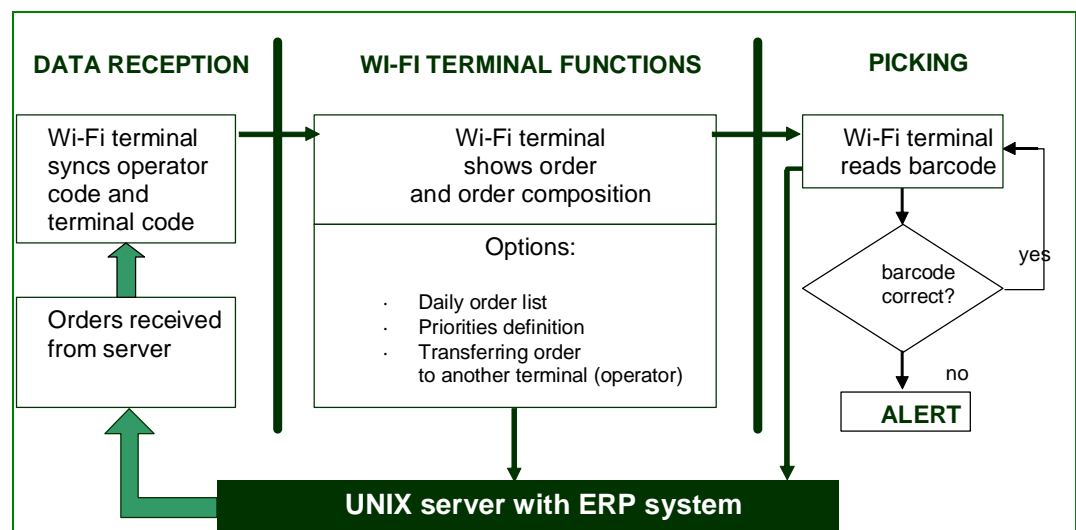 DATA RECEPTION
WI-FI TERMINAL FUNCTIONS
PICKING
Wi-Fi terminal
syncs operator
code and
terminal code
Orders received
from server
Wi-Fi terminal
shows order
and order composition
Options:
· Daily order list
· Priorities definition
· Transferring order
to another terminal (operator)
Wi-Fi terminal
reads barcode
barcode
correct?
yes
no
ALERT
UNIX server with ERP system